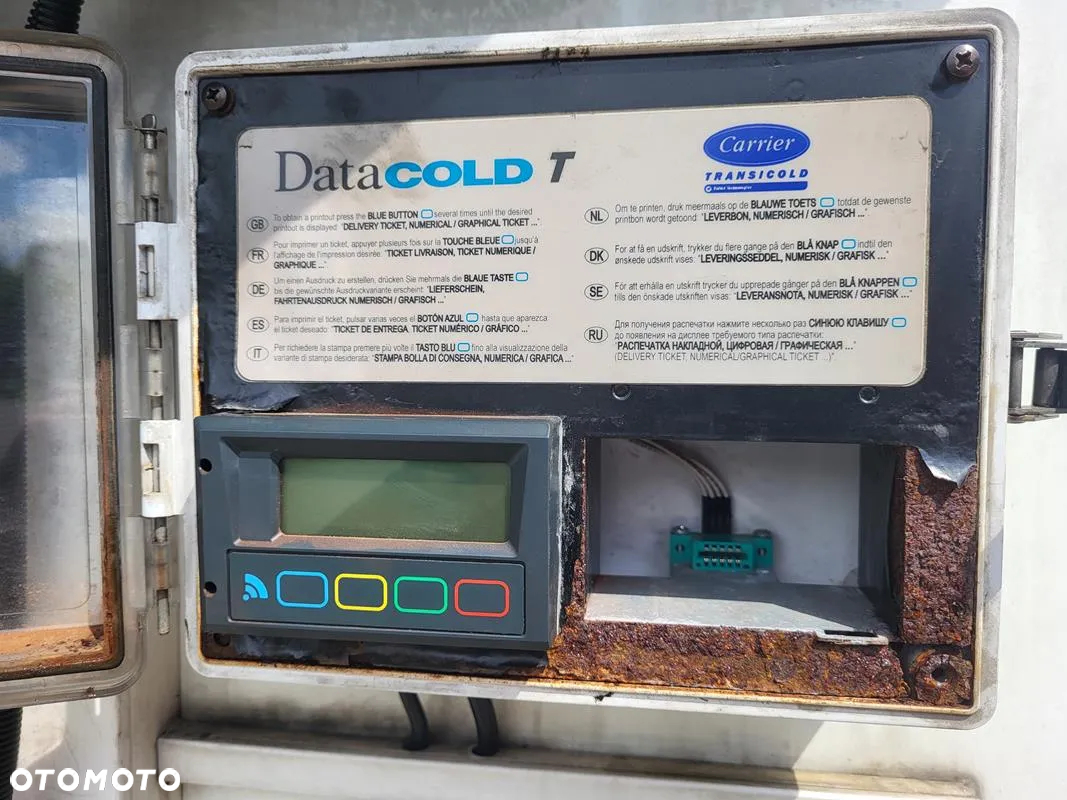 DataCOLD T
Carrier
TRANSICOLD
United Technologies
GB To obtain a printout press the BLUE BUTTON several times until the desired
printout is displayed "DELIVERY TICKET, NUMERICAL / GRAPHICAL TICKET ..."
FR Pour imprimer un ticket, appuyer plusieurs fois sur la TOUCHE BLEUE jusqu'à
l'affichage de l'impression désirée: "TICKET LIVRAISON, TICKET NUMERIQUE /
GRAPHIQUE ..."
DE Um einen Ausdruck zu erstellen, drücken Sie mehrmals die BLAUE TASTE
bis die gewünschte Ausdruckvariante erscheint: "LIEFERSCHEIN,
FAHRTENAUSDRUCK NUMERISCH / GRAFISCH ..."
ES Para imprimir el ticket, pulsar varias veces el BOTÓN AZUL hasta que aparezca
el ticket deseado: "TICKET DE ENTREGA, TICKET NUMÉRICO / GRÁFICO ..."
IT Per richiedere la stampa premere più volte il TASTO BLU fino alla visualizzazione della
variante di stampa desiderata: "STAMPA BOLLA DI CONSEGNA, NUMERICA / GRAFICA ..."
NL Om te printen, druk meermaals op de BLAUWE TOETS totdat de gewenste
printbon wordt getoond: "LEVERBON, NUMERISCH / GRAFISCH ..."
DK For at få en udskrift, trykker du flere gange på den BLÅ KNAP indtil den
ønskede udskrift vises: "LEVERINGSSEDDEL, NUMERISK / GRAFISK ..."
SE För att erhålla en utskrift trycker du upprepade gånger på den BLÅ KNAPPEN
tills den önskade utskriften visas: "LEVERANSNOTA, NUMERISK / GRAFISK ..."
RU Для получения распечатки нажмите несколько раз СИНЮЮ КЛАВИШУ
до появления на дисплее требуемого типа распечатки:
"РАСПЕЧАТКА НАКЛАДНОЙ, ЦИФРОВАЯ / ГРАФИЧЕСКАЯ ..."
(DELIVERY TICKET, NUMERICAL/GRAPHICAL TICKET ...)".
OTOMOTO